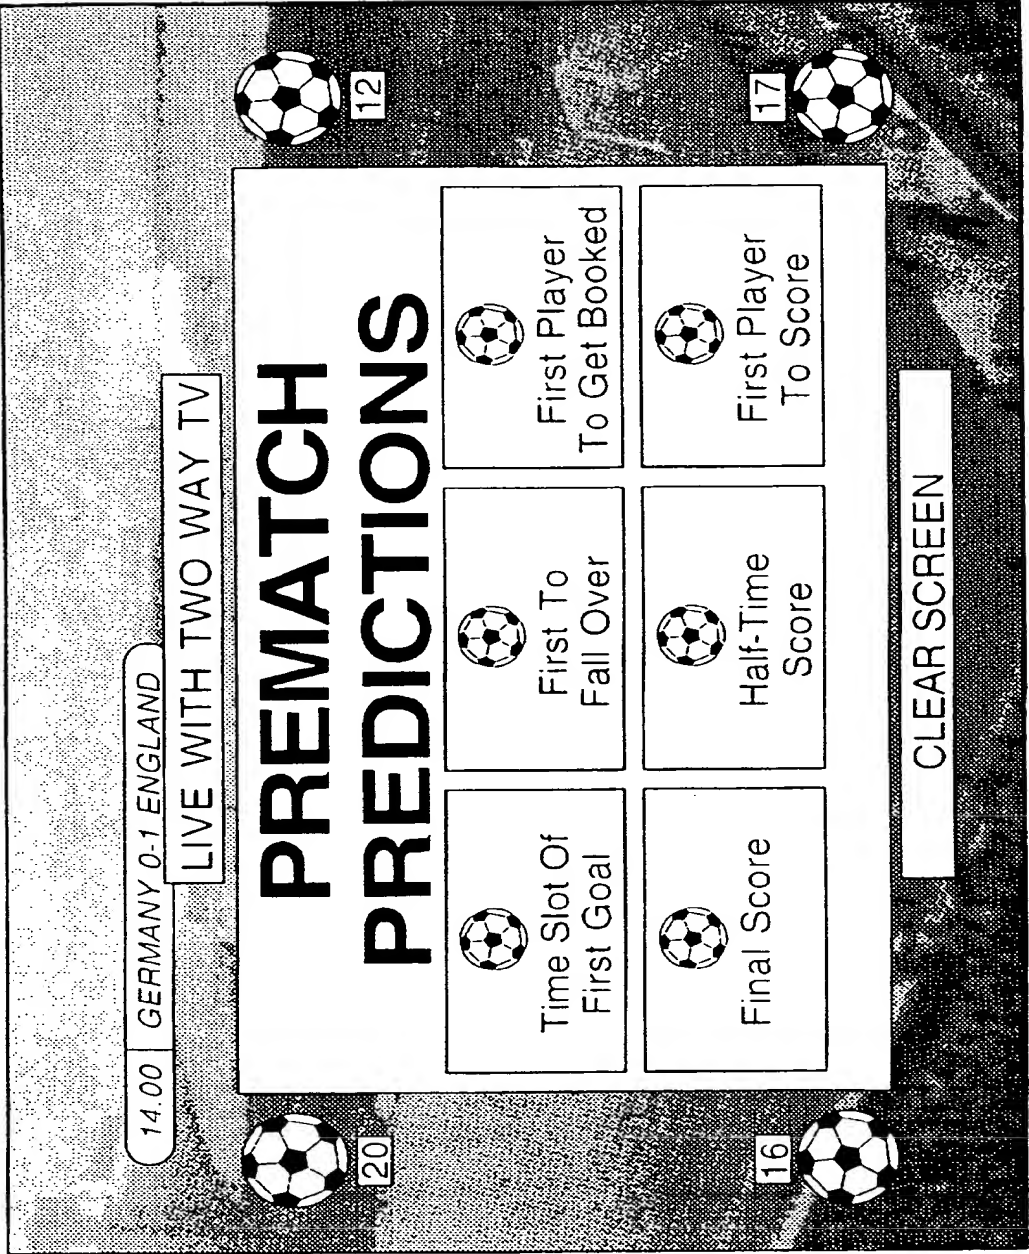 14.00 GERMANY 0-1 ENGLAND
LIVE WITH TWO WAY TV
PREMATCH
PREDICTIONS
20
12
Time Slot Of
First Goal
First To
Fall Over
First Player
To Get Booked
Final Score
Half-Time
Score
First Player
To Score
16
17
CLEAR SCREEN